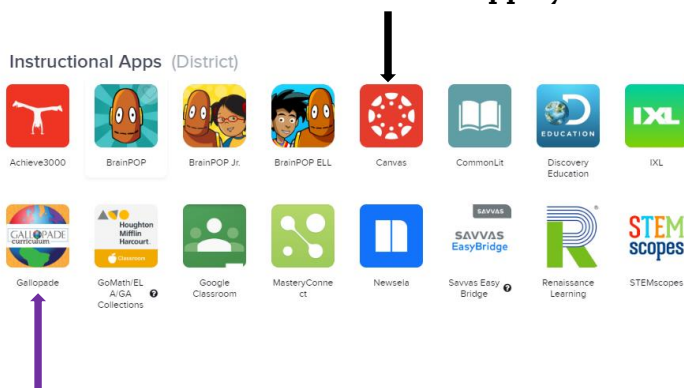 Instructional Apps (District)
EDUCATION
IXL
Achieve3000
BrainPOP
BrainPOP Jr.
BrainPOP ELL
Canvas
CommonLit
Discovery
Education
IXL
GALLOPADE
curriculum
Houghton
Mifflin
Harcourt
Classroom
SAVVAS
SAVVAS
EasyBridge
R
STEM
scopes
Gallopade
GoMath/EL
A/GA
Collections
Google
Classroom
MasteryConne
ct
Newsela
Savvas Easy
Bridge
Renaissance
Learning
STEMscopes